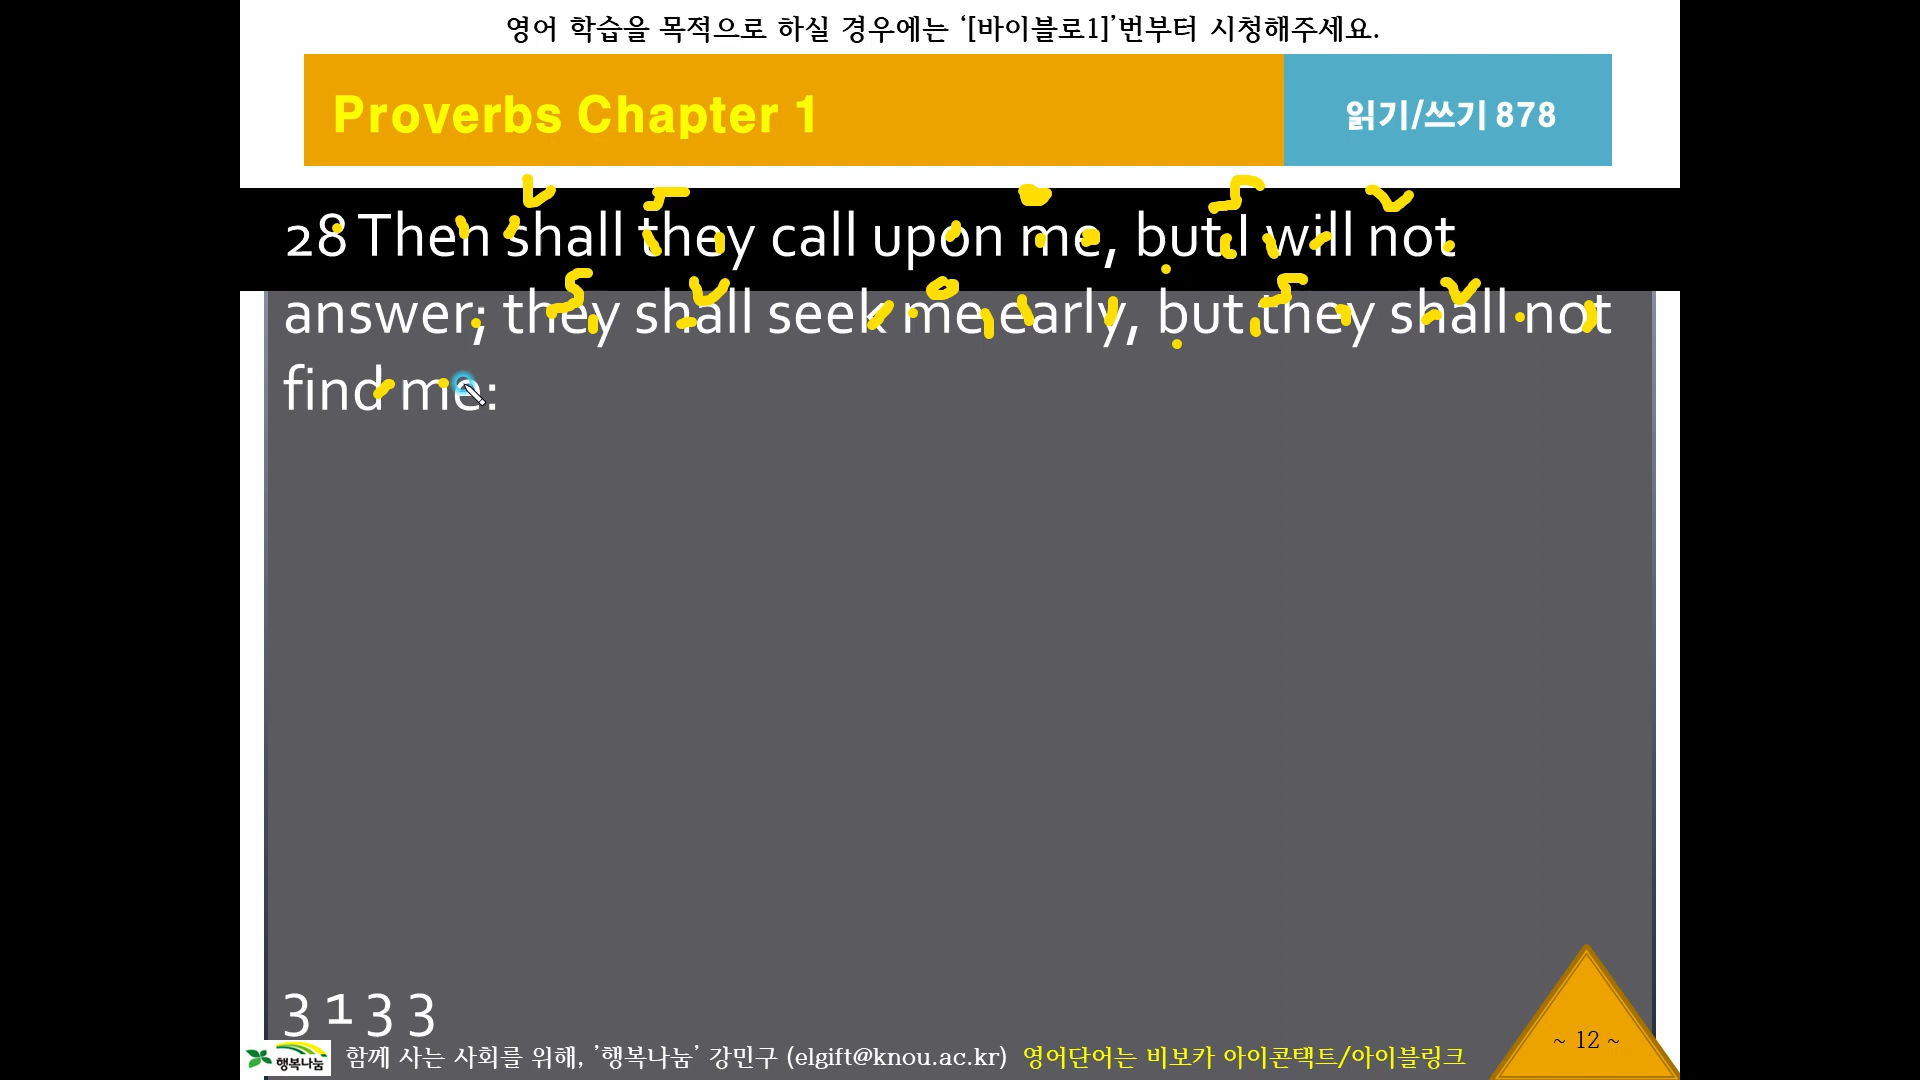 영어 학습을 목적으로 하실 경우에는 ‘[바이블로1]’번부터 시청해주세요.
Proverbs Chapter 1
읽기/쓰기 878
28 Then shall they call upon me, but I will not
answer; they shall seek me early, but they shall not
find me:
3 1 3 3
~ 12 ~
행복나눔 함께 사는 사회를 위해, ’행복나눔’ 강민구 (elgift@knou.ac.kr) 영어단어는 비보카 아이콘택트/아이블링크